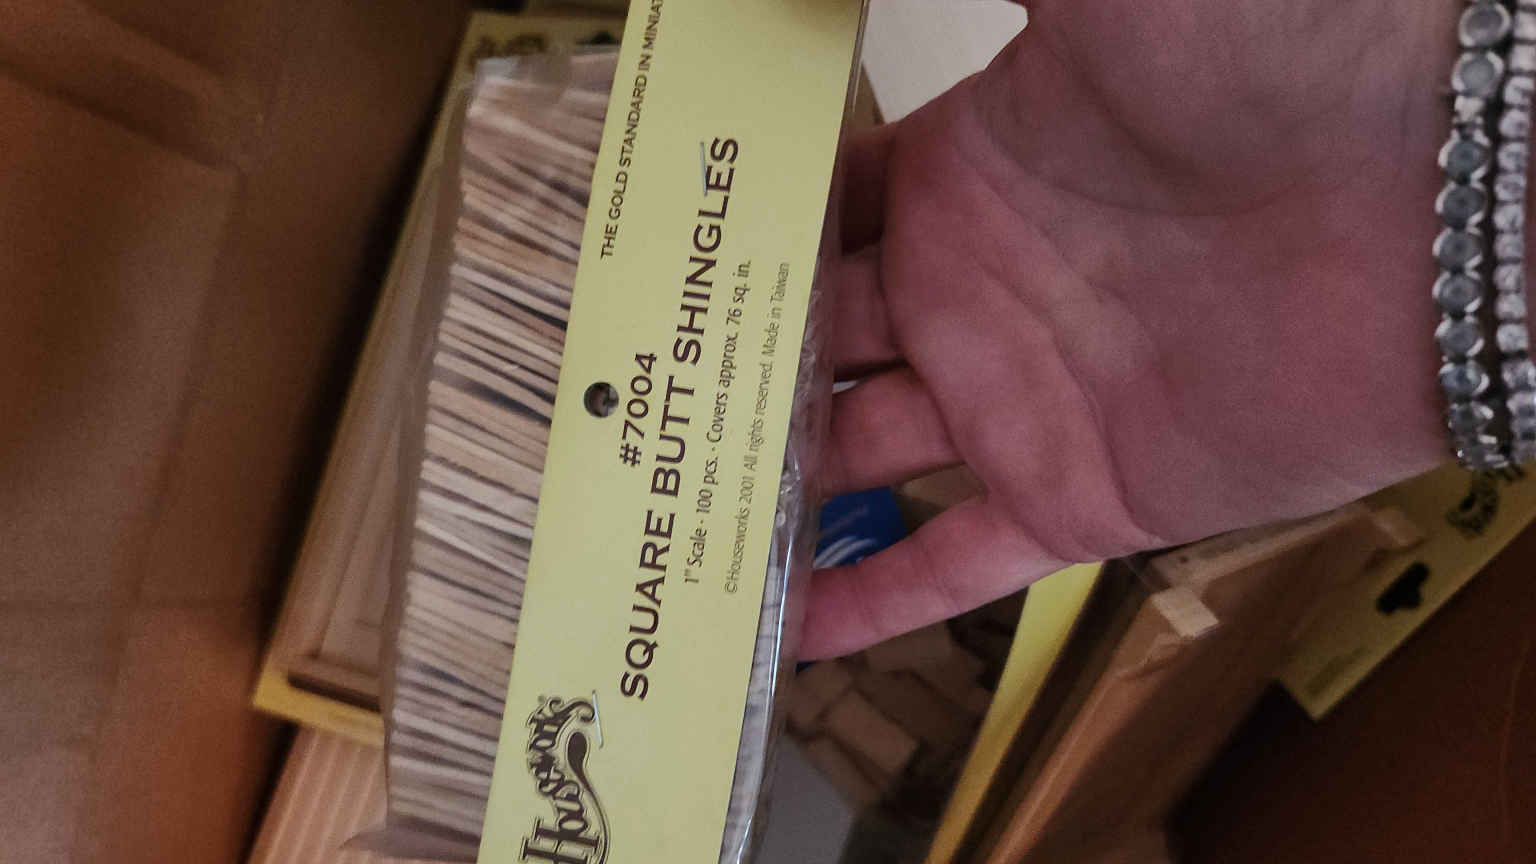 THE GOLD STANDARD IN
#7004
SQUARE BUTT SHINGLES
1" Scale · 100 pcs. · Covers approx. 76 sq. in.
©Houseworks 2001 All rights reserved. Made in Taiwan
Houseworks®